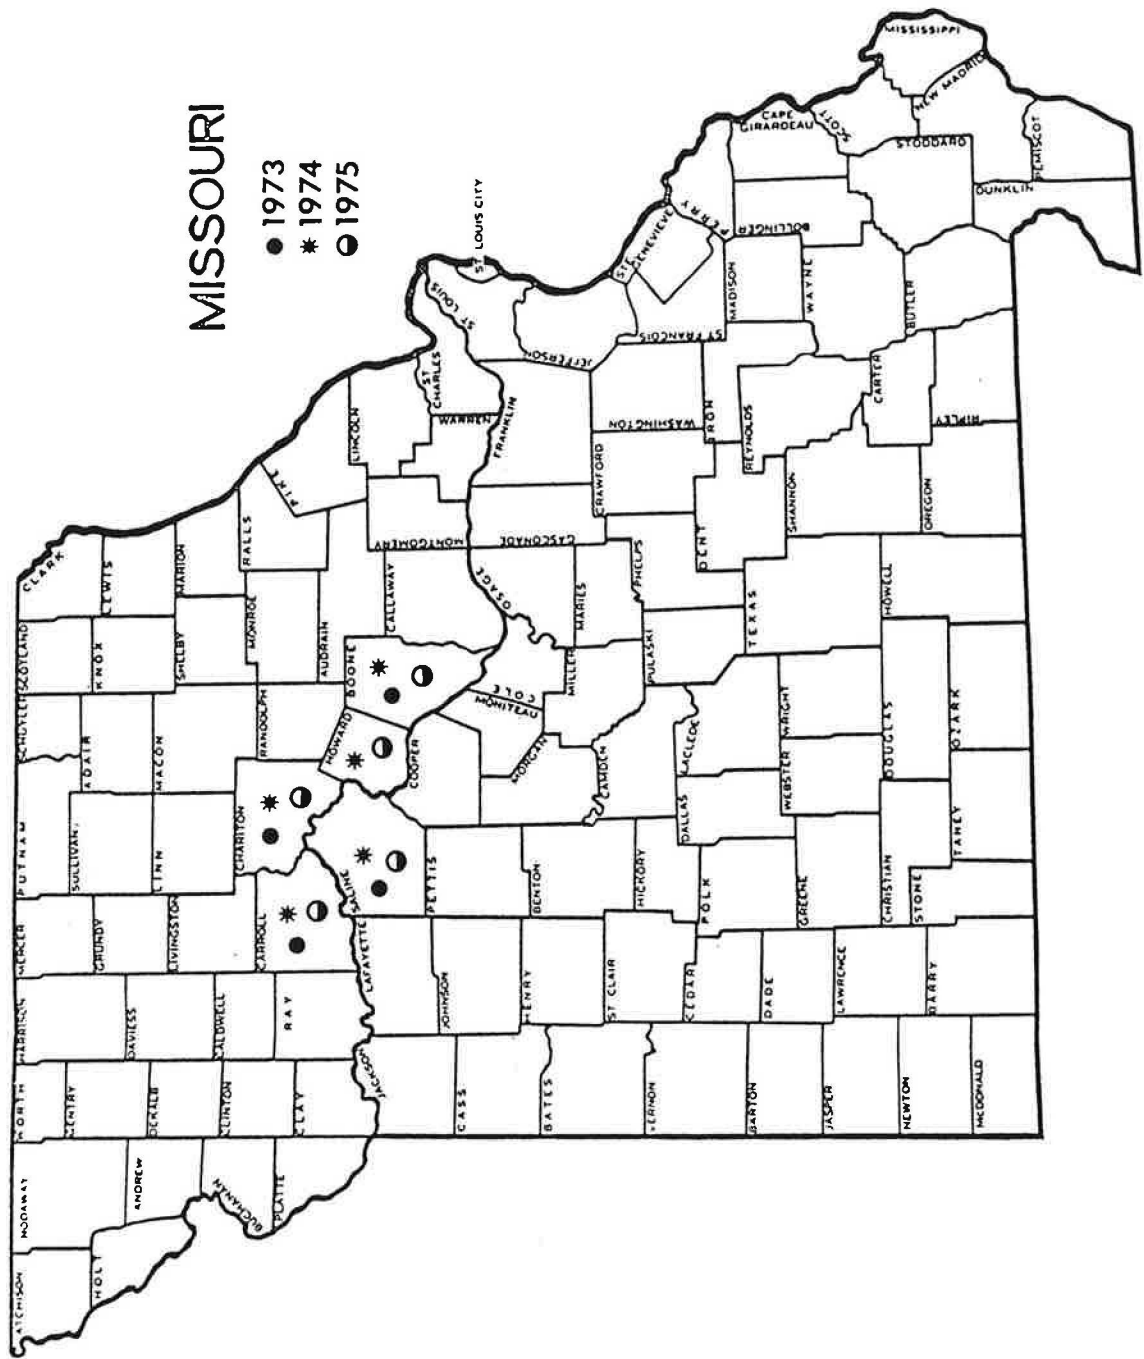 MISSOURI
● 1973
✷ 1974
◑ 1975
ATCHISON
NODAWAY
HOLT
ANDREW
BUCHANAN
PLATTE
WORTH
GENTRY
DEKALB
CLINTON
CLAY
JACKSON
CASS
BATES
VERNON
BARTON
JASPER
NEWTON
MCDONALD
HARRISON
DAVIESS
CALDWELL
RAY
LAFAYETTE
JOHNSON
HENRY
ST CLAIR
CEDAR
DADE
LAWRENCE
BARRY
MERCER
GRUNDY
LIVINGSTON
CARROLL
SALINE
PETTIS
BENTON
HICKORY
POLK
GREENE
CHRISTIAN
STONE
PUTNAM
SULLIVAN
LINN
CHARITON
HOWARD
COOPER
MORGAN
CAMDEN
DALLAS
LACLEDE
WEBSTER
WRIGHT
DOUGLAS
TANEY
OZARK
SCHUYLER
ADAIR
MACON
RANDOLPH
BOONE
MONITEAU
COLE
MILLER
PULASKI
TEXAS
HOWELL
SCOTLAND
KNOX
SHELBY
MONROE
AUDRAIN
CALLAWAY
OSAGE
MARIES
PHELPS
DENT
SHANNON
OREGON
CLARK
LEWIS
MARION
RALLS
PIKE
MONTGOMERY
GASCONADE
CRAWFORD
LINCOLN
WARREN
FRANKLIN
WASHINGTON
IRON
REYNOLDS
CARTER
RIPLEY
ST
CHARLES
ST LOUIS
ST LOUIS CITY
JEFFERSON
ST FRANCOIS
STE
GENEVIEVE
PERRY
MADISON
WAYNE
BUTLER
BOLLINGER
CAPE
GIRARDEAU
SCOTT
STODDARD
MISSISSIPPI
NEW MADRID
PEMISCOT
DUNKLIN